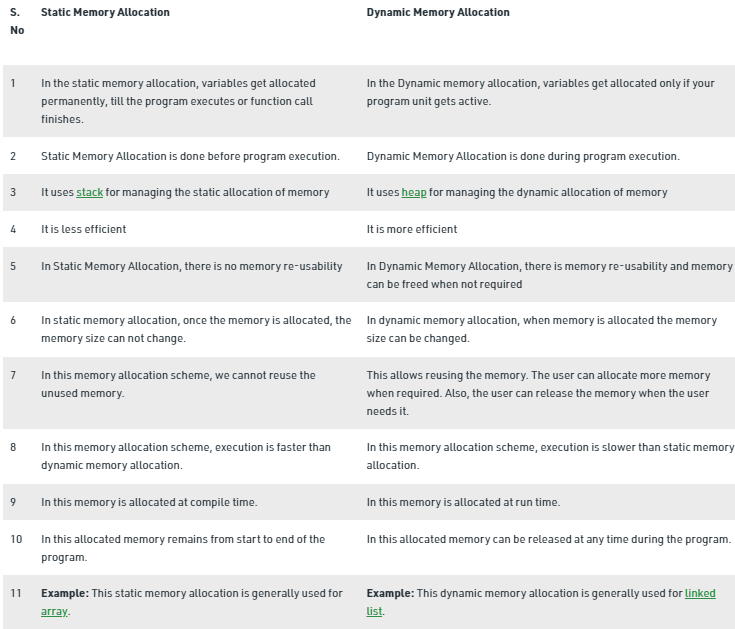 S. No Static Memory Allocation Dynamic Memory Allocation
1 In the static memory allocation, variables get allocated In the Dynamic memory allocation, variables get allocated only if your
permanently, till the program executes or function call program unit gets active.
finishes.
2 Static Memory Allocation is done before program execution. Dynamic Memory Allocation is done during program execution.
3 It uses stack for managing the static allocation of memory It uses heap for managing the dynamic allocation of memory
4 It is less efficient It is more efficient
5 In Static Memory Allocation, there is no memory re-usability In Dynamic Memory Allocation, there is memory re-usability and memory
can be freed when not required
6 In static memory allocation, once the memory is allocated, the In dynamic memory allocation, when memory is allocated the memory
memory size can not change. size can be changed.
7 In this memory allocation scheme, we cannot reuse the This allows reusing the memory. The user can allocate more memory
unused memory. when required. Also, the user can release the memory when the user
needs it.
8 In this memory allocation scheme, execution is faster than In this memory allocation scheme, execution is slower than static memory
dynamic memory allocation. allocation.
9 In this memory is allocated at compile time. In this memory is allocated at run time.
10 In this allocated memory remains from start to end of the In this allocated memory can be released at any time during the program.
program.
11 Example: This static memory allocation is generally used for Example: This dynamic memory allocation is generally used for linked
array. list.